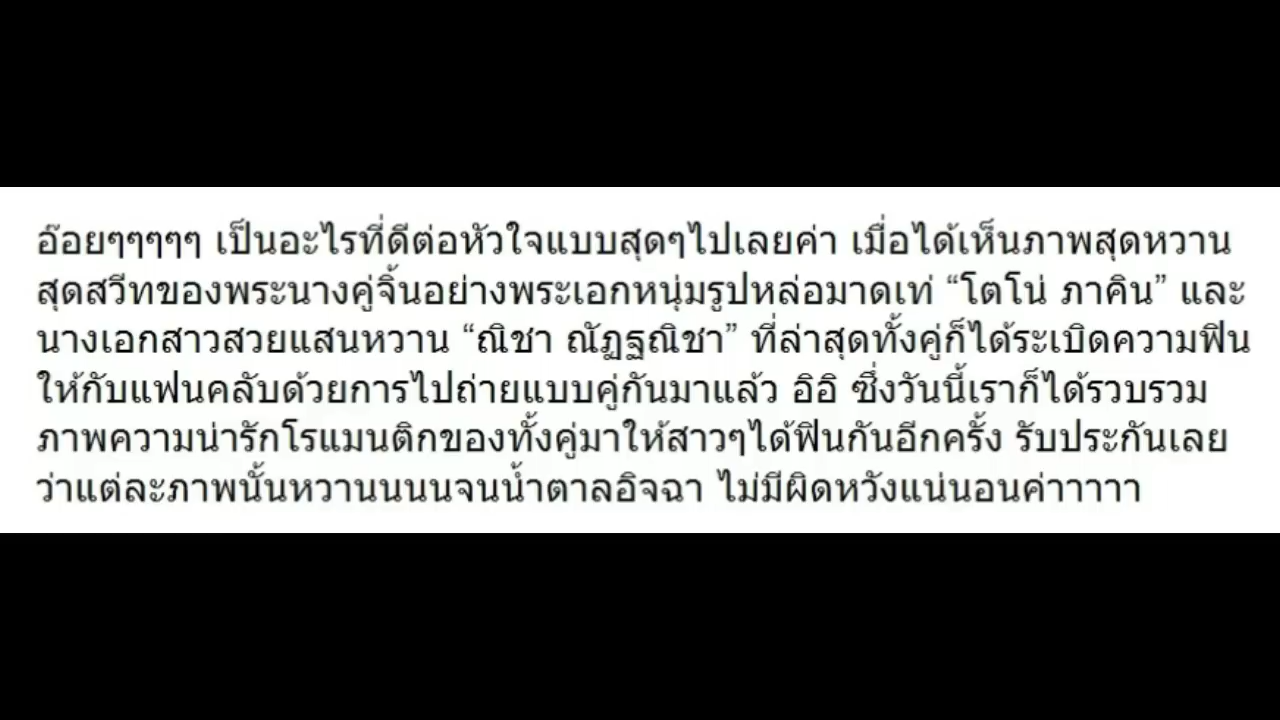 อ๊อยๆๆๆๆๆ เป็นอะไรที่ดีต่อหัวใจแบบสุดๆไปเลยค่า เมื่อได้เห็นภาพสุดหวาน
สุดสวีทของพระนางคู่จิ้นอย่างพระเอกหนุ่มรูปหล่อมาดเท่ “โตโน่ ภาคิน” และ
นางเอกสาวสวยแสนหวาน “ณิชา ณัฏฐณิชา” ที่ล่าสุดทั้งคู่ก็ได้ระเบิดความฟิน
ให้กับแฟนคลับด้วยการไปถ่ายแบบคู่กันมาแล้ว อิอิ ซึ่งวันนี้เราก็ได้รวบรวม
ภาพความน่ารักโรแมนติกของทั้งคู่มาให้สาวๆได้ฟินกันอีกครั้ง รับประกันเลย
ว่าแต่ละภาพนั้นหวานนนนจนน้ำตาลอิจฉา ไม่มีผิดหวังแน่นอนค่าาาาา